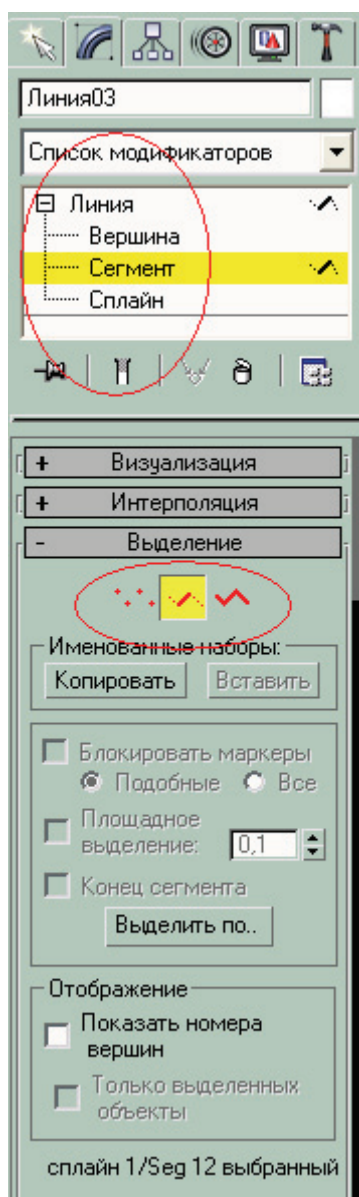 Линия03
Список модификаторов
Линия
Вершина
Сегмент
Сплайн
+ Визуализация
+ Интерполяция
- Выделение
Именованные наборы:
Копировать Вставить
Блокировать маркеры
Подобные Все
Площадное
выделение: 0,1
Конец сегмента
Выделить по..
Отображение
Показать номера
вершин
Только выделенных
объекты
сплайн 1/Seg 12 выбранный